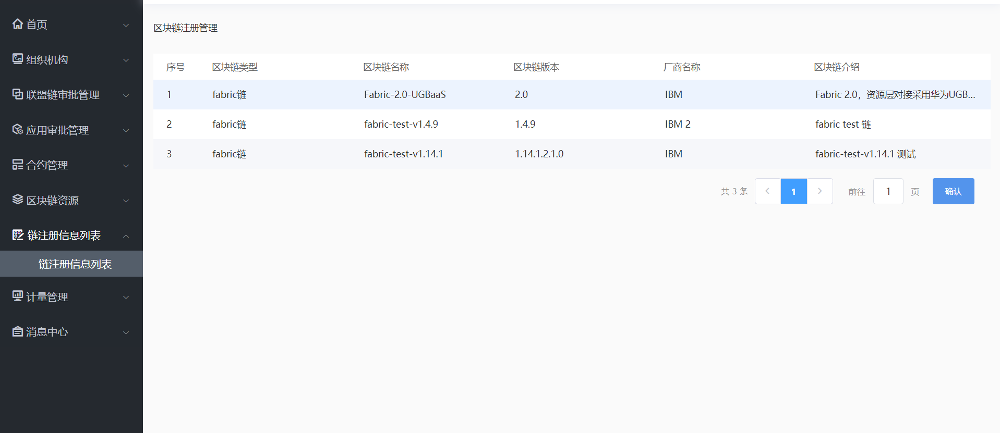 首页
组织机构
联盟链审批管理
应用审批管理
合约管理
区块链资源
链注册信息列表
链注册信息列表
计量管理
消息中心
区块链注册管理
序号 区块链类型 区块链名称 区块链版本 厂商名称 区块链介绍
1 fabric链 Fabric-2.0-UGBaaS 2.0 IBM Fabric 2.0，资源层对接采用华为UGB...
2 fabric链 fabric-test-v1.4.9 1.4.9 IBM 2 fabric test 链
3 fabric链 fabric-test-v1.14.1 1.14.1.2.1.0 IBM fabric-test-v1.14.1 测试
共 3 条 1 前往 1 页 确认